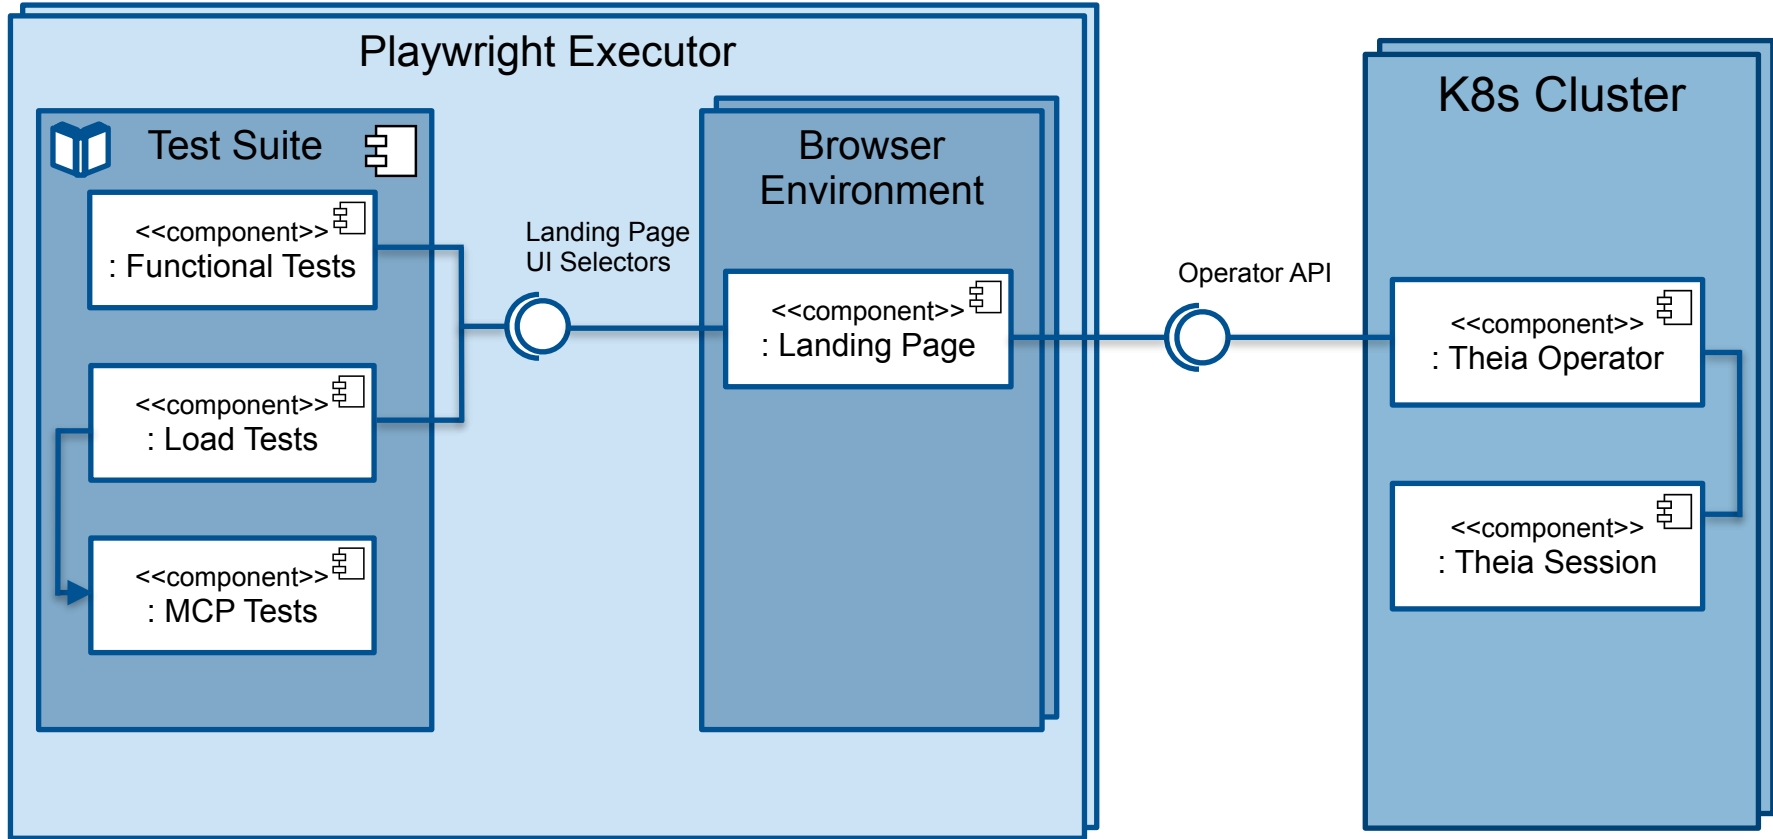 Playwright Executor
Test Suite
<<component>>
: Functional Tests
<<component>>
: Load Tests
<<component>>
: MCP Tests
Landing Page
UI Selectors
Browser
Environment
<<component>>
: Landing Page
Operator API
K8s Cluster
<<component>>
: Theia Operator
<<component>>
: Theia Session